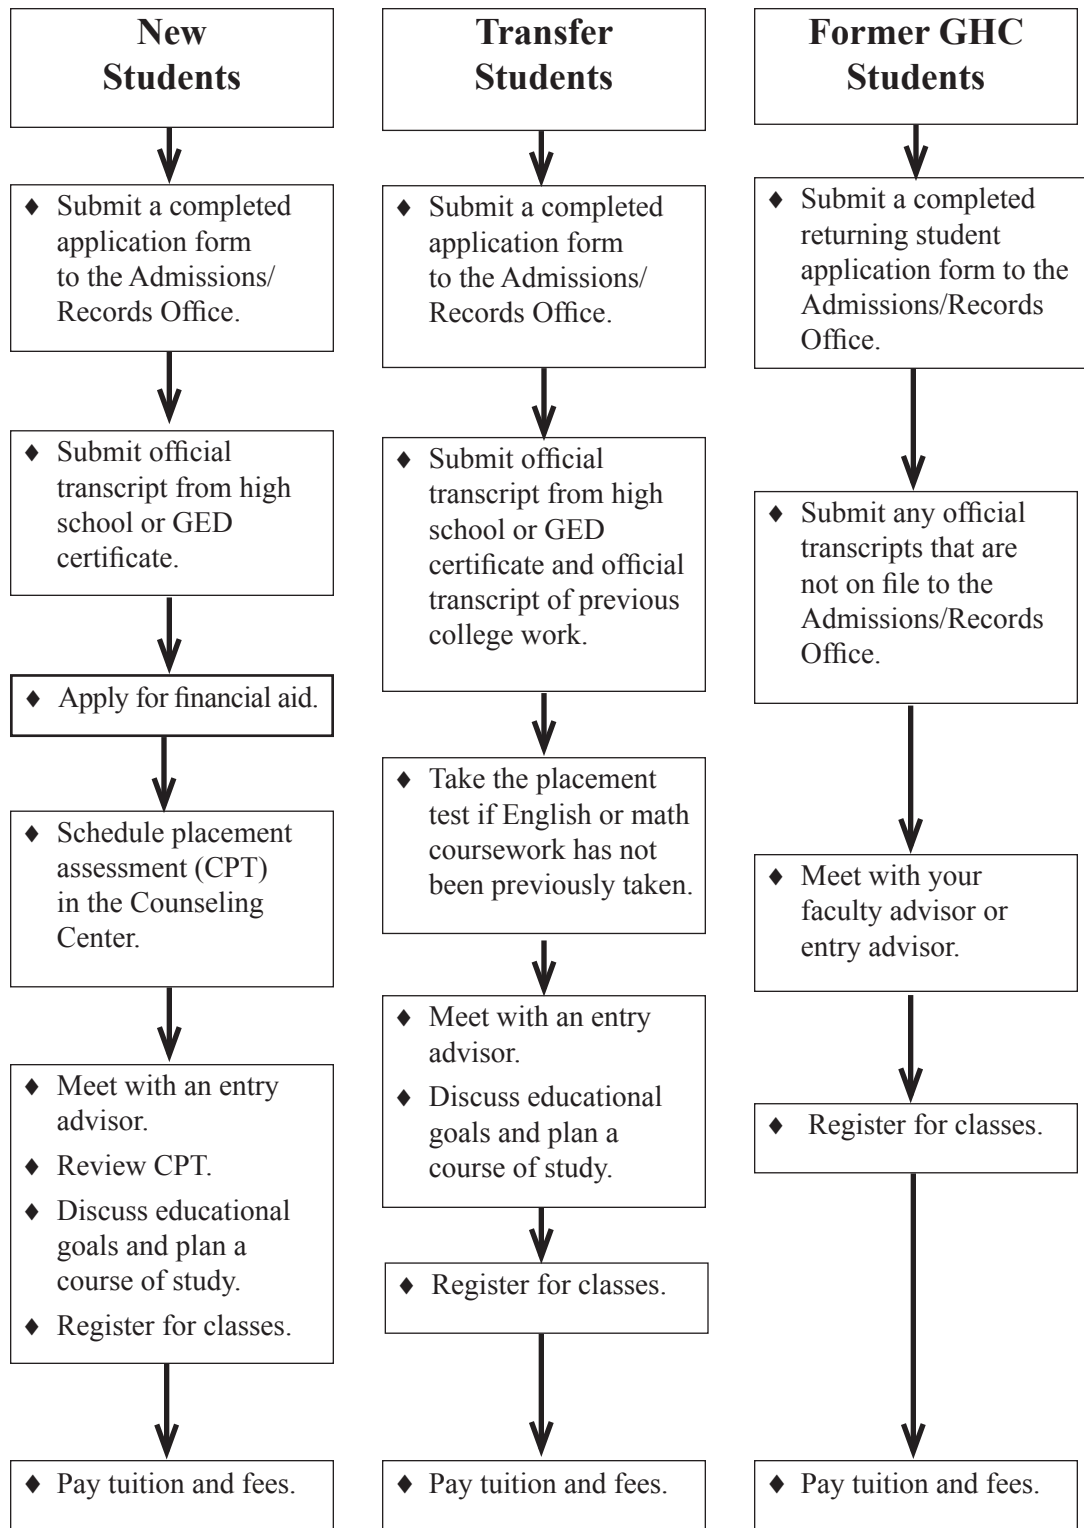 New
Students
♦ Submit a completed
application form
to the Admissions/
Records Office.
♦ Submit official
transcript from high
school or GED
certificate.
♦ Apply for financial aid.
♦ Schedule placement
assessment (CPT)
in the Counseling
Center.
♦ Meet with an entry
advisor.
♦ Review CPT.
♦ Discuss educational
goals and plan a
course of study.
♦ Register for classes.
♦ Pay tuition and fees.
Transfer
Students
♦ Submit a completed
application form
to the Admissions/
Records Office.
♦ Submit official
transcript from high
school or GED
certificate and official
transcript of previous
college work.
♦ Take the placement
test if English or math
coursework has not
been previously taken.
♦ Meet with an entry
advisor.
♦ Discuss educational
goals and plan a
course of study.
♦ Register for classes.
♦ Pay tuition and fees.
Former GHC
Students
♦ Submit a completed
returning student
application form to the
Admissions/Records
Office.
♦ Submit any official
transcripts that are
not on file to the
Admissions/Records
Office.
♦ Meet with your
faculty advisor or
entry advisor.
♦ Register for classes.
♦ Pay tuition and fees.